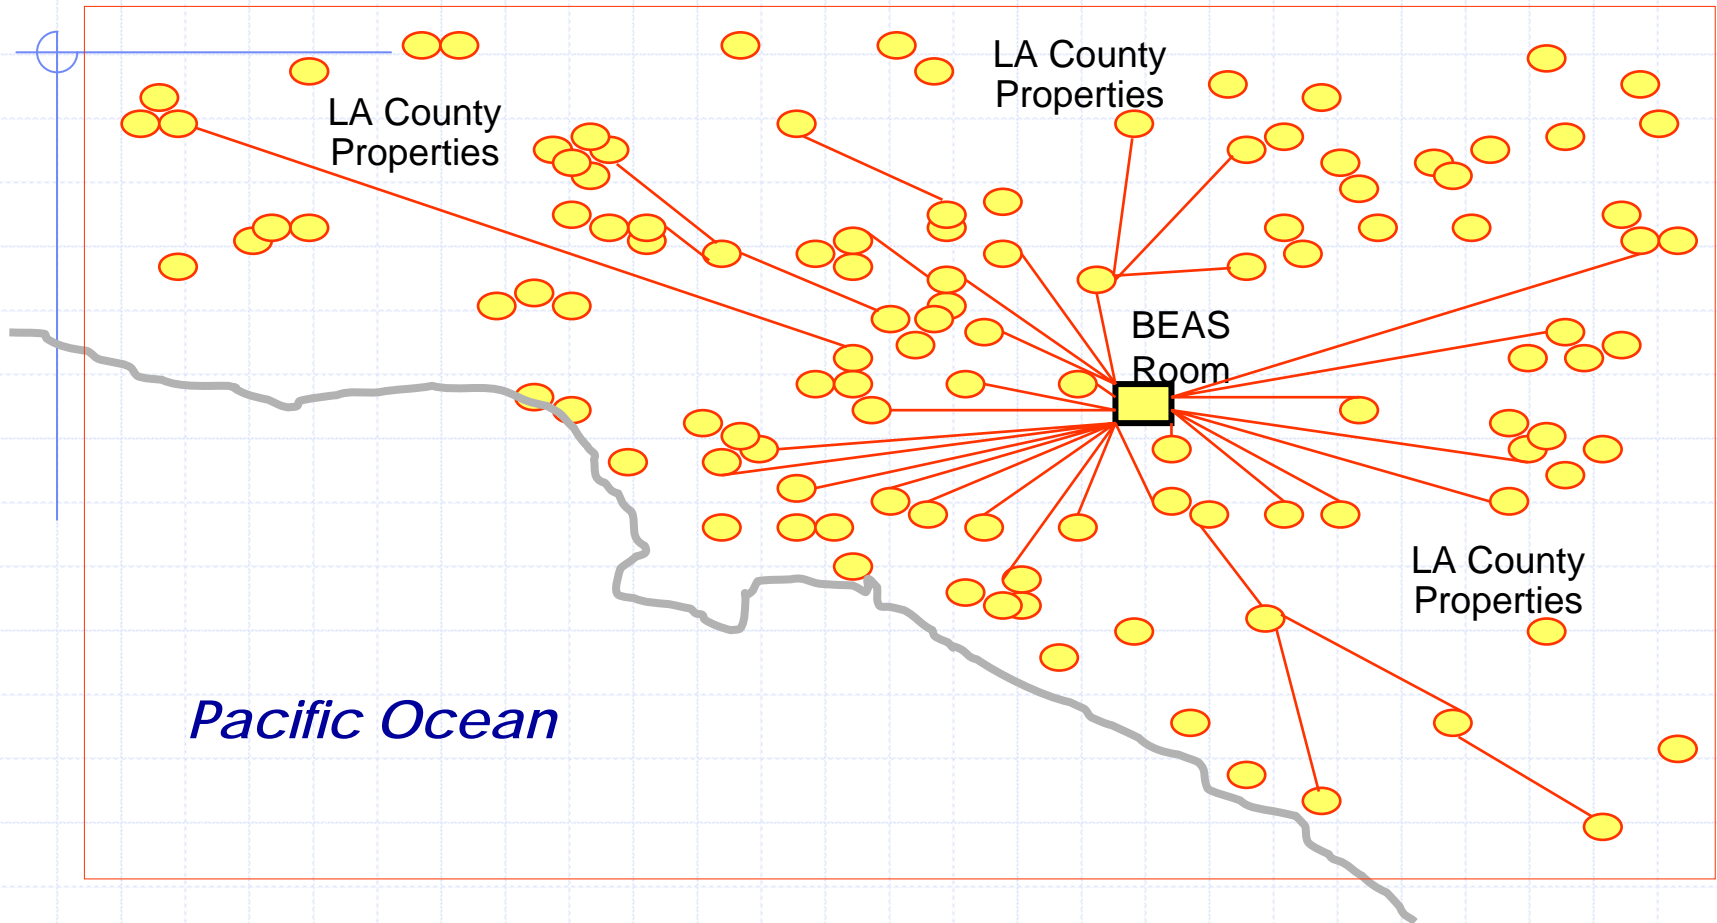 LA County
Properties
LA County
Properties
BEAS
Room
LA County
Properties
Pacific Ocean